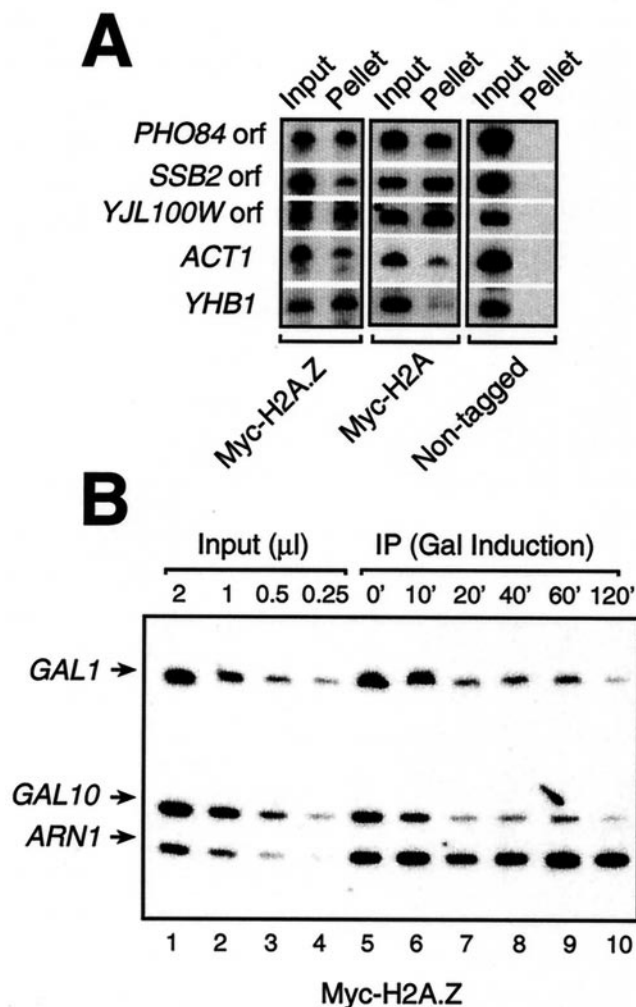 A
Input Pellet Input Pellet Input Pellet
PHO84 orf
SSB2 orf
YJL100W orf
ACT1
YHB1
Myc-H2A.Z Myc-H2A Non-tagged
B
Input (µl) IP (Gal Induction)
2 1 0.5 0.25 0' 10' 20' 40' 60' 120'
GAL1
GAL10
ARN1
1 2 3 4 5 6 7 8 9 10
Myc-H2A.Z